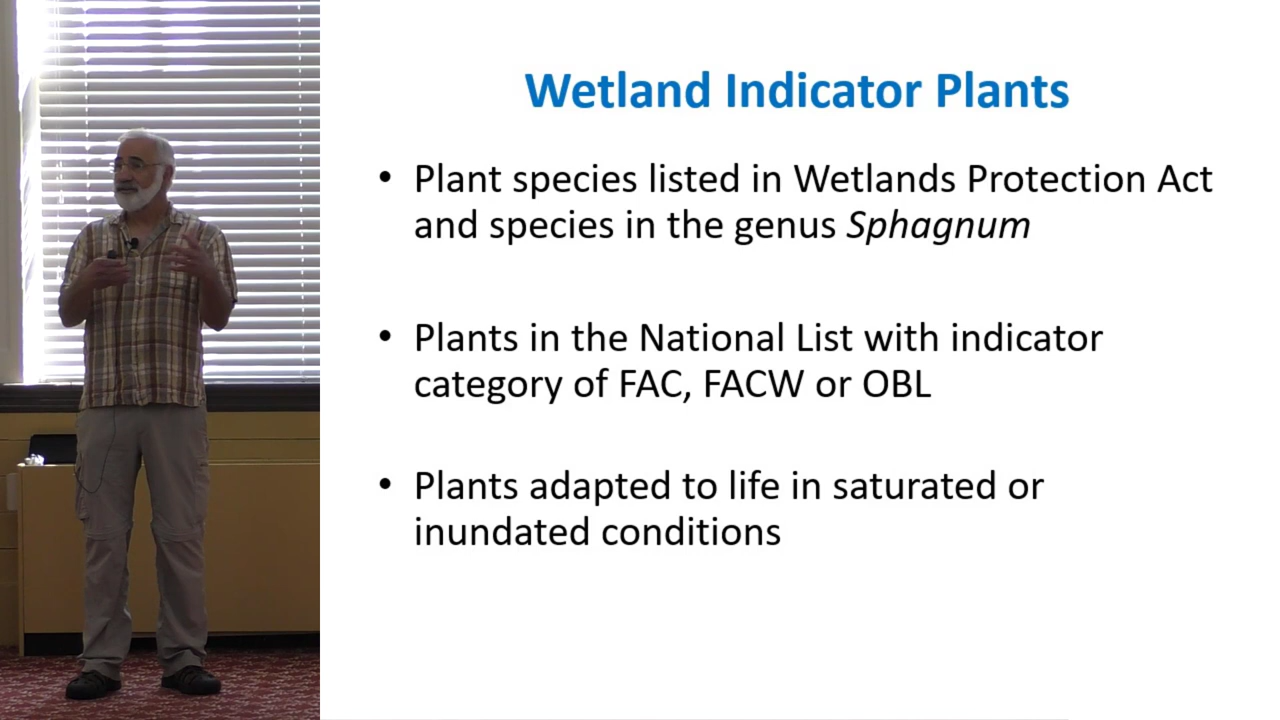 Wetland Indicator Plants
• Plant species listed in Wetlands Protection Act
and species in the genus Sphagnum
• Plants in the National List with indicator
category of FAC, FACW or OBL
• Plants adapted to life in saturated or
inundated conditions